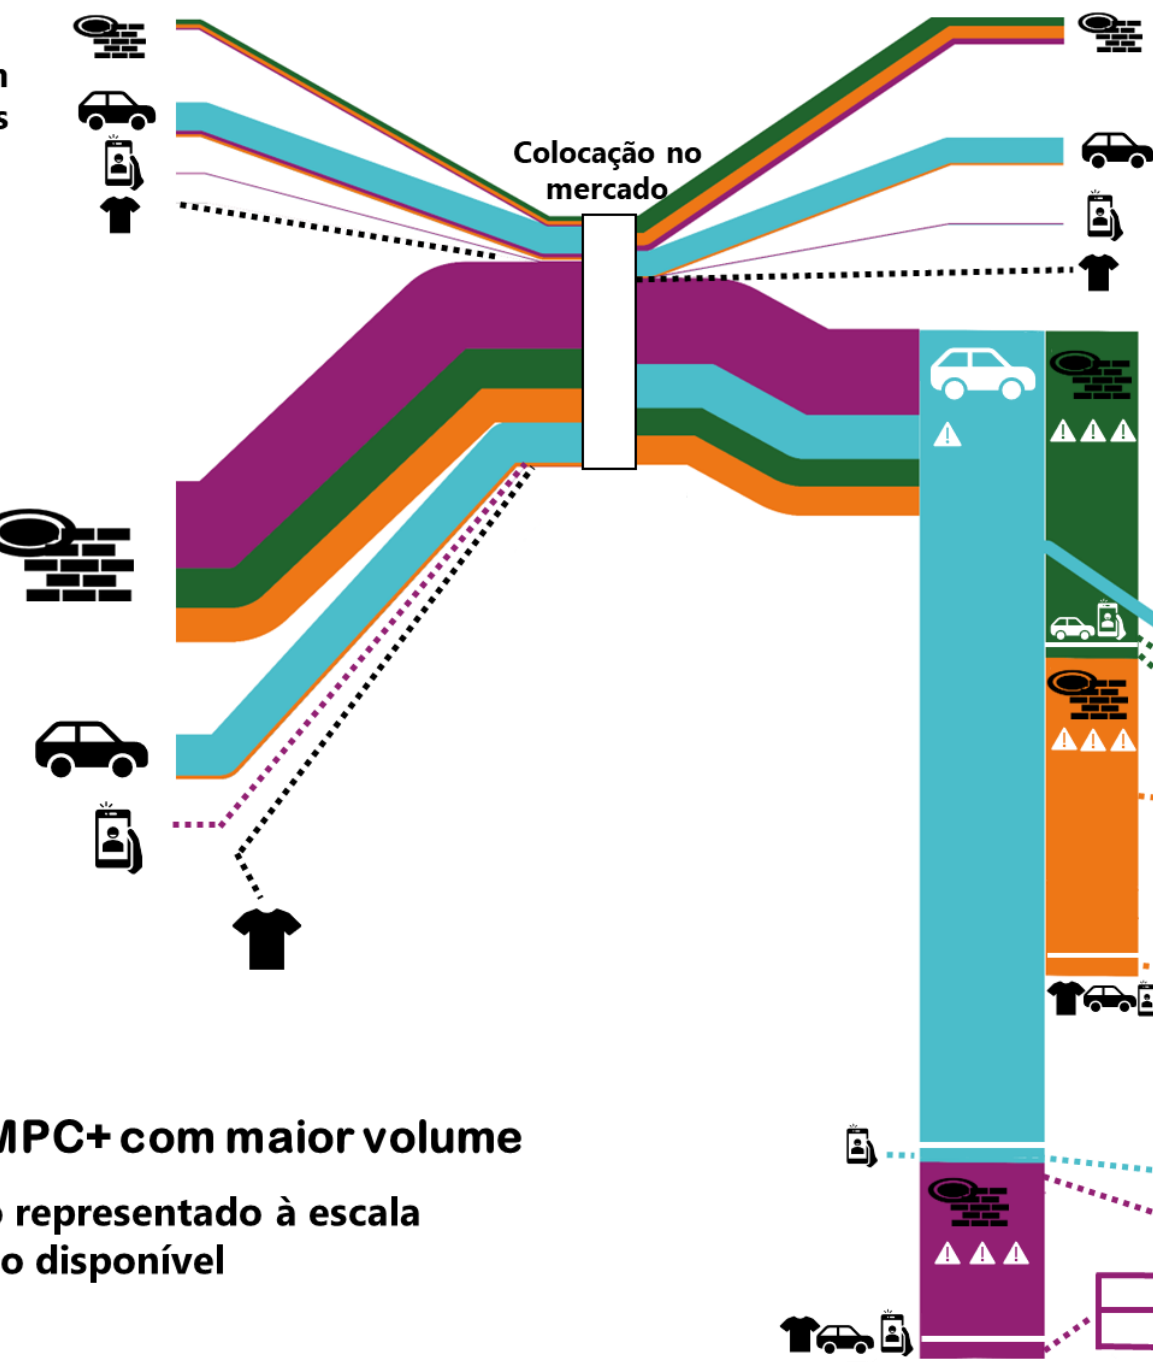 m
s
Colocação no
mercado
MPC+ com maior volume
o representado à escala
o disponível